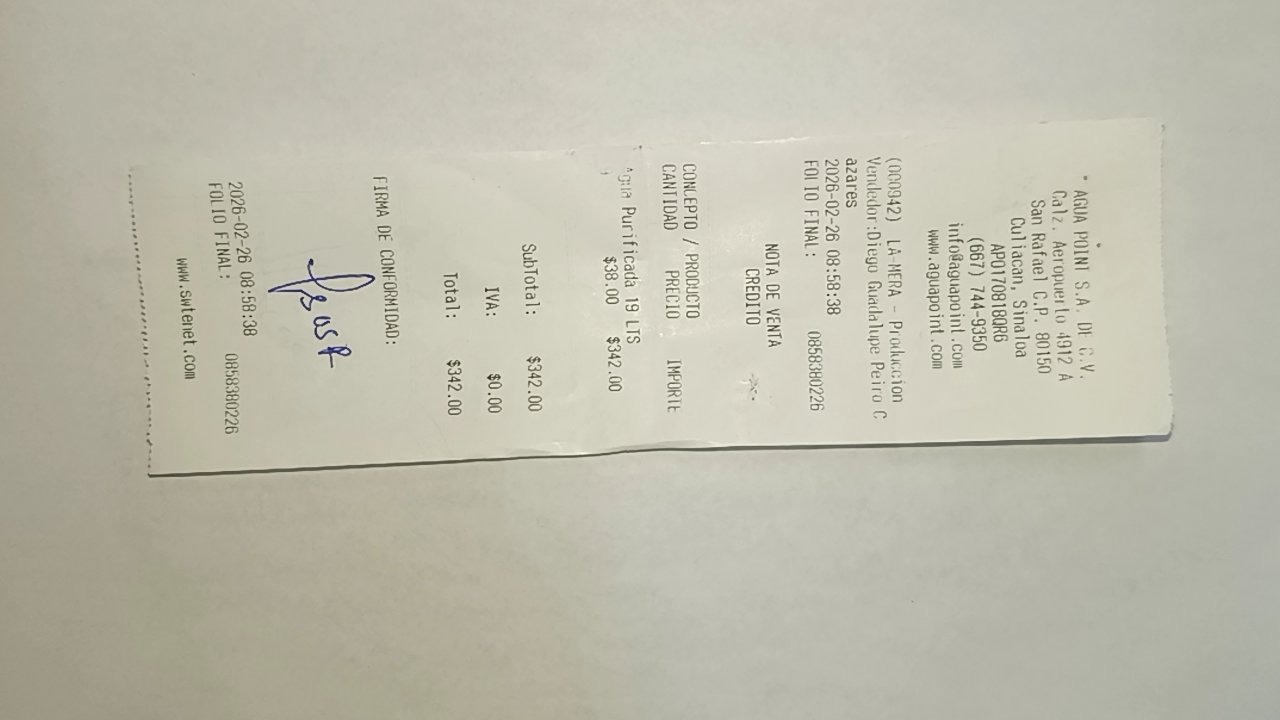 AGUA POINT S.A. DE C.V.
Calz. Aeropuerto 4912 A
San Rafael C.P. 80150
Culiacan, Sinaloa
APO170818QR6
(667) 744-9350
info@aguapoint.com
www.aguapoint.com
(000942) LA MERA - Produccion
Vendedor:Diego Guadalupe Peiro C
azares
2026-02-26 08:58:38
FOLIO FINAL: 0858380226
NOTA DE VENTA
CREDITO
CONCEPTO / PRODUCTO
CANTIDAD PRECIO IMPORTE
Agua Purificada 19 LTS
$38.00 $342.00
SubTotal: $342.00
IVA: $0.00
Total: $342.00
FIRMA DE CONFORMIDAD:
2026-02-26 08:58:38
FOLIO FINAL: 0858380226
www.swtenet.com